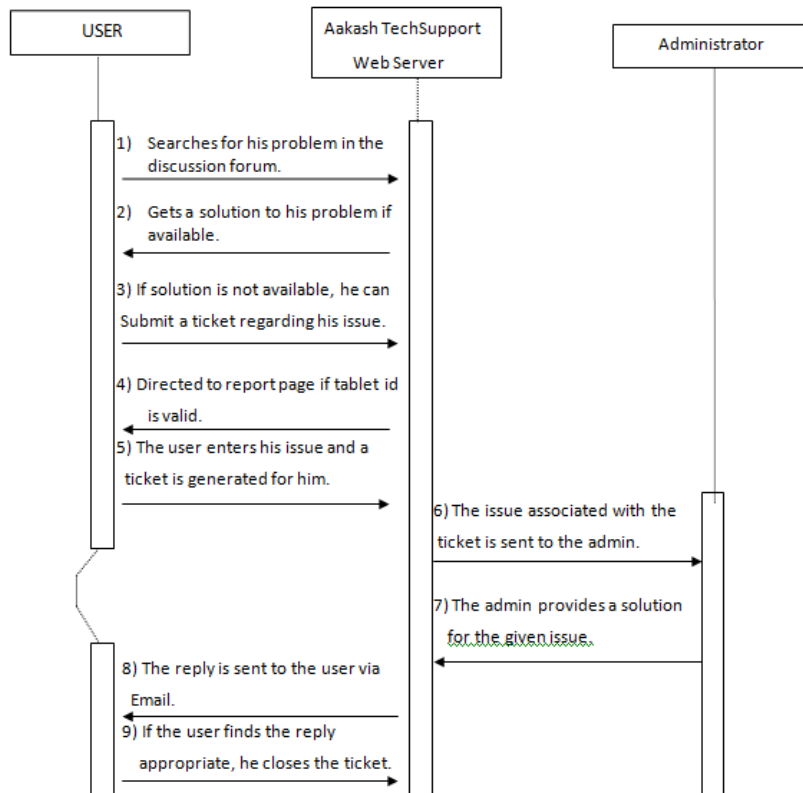 USER
Aakash TechSupport
Web Server
Administrator
1) Searches for his problem in the
discussion forum.
2) Gets a solution to his problem if
available.
3) If solution is not available, he can
Submit a ticket regarding his issue.
4) Directed to report page if tablet id
is valid.
5) The user enters his issue and a
ticket is generated for him.
6) The issue associated with the
ticket is sent to the admin.
7) The admin provides a solution
for the given issue.
8) The reply is sent to the user via
Email.
9) If the user finds the reply
appropriate, he closes the ticket.